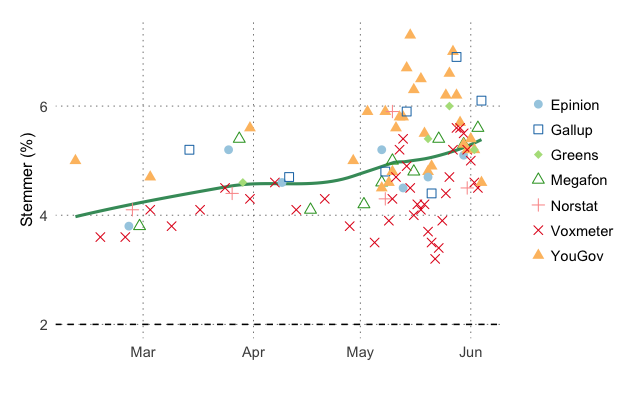 Stemmer (%)
6
4
2
Mar
Apr
May
Jun
Epinion
Gallup
Greens
Megafon
Norstat
Voxmeter
YouGov